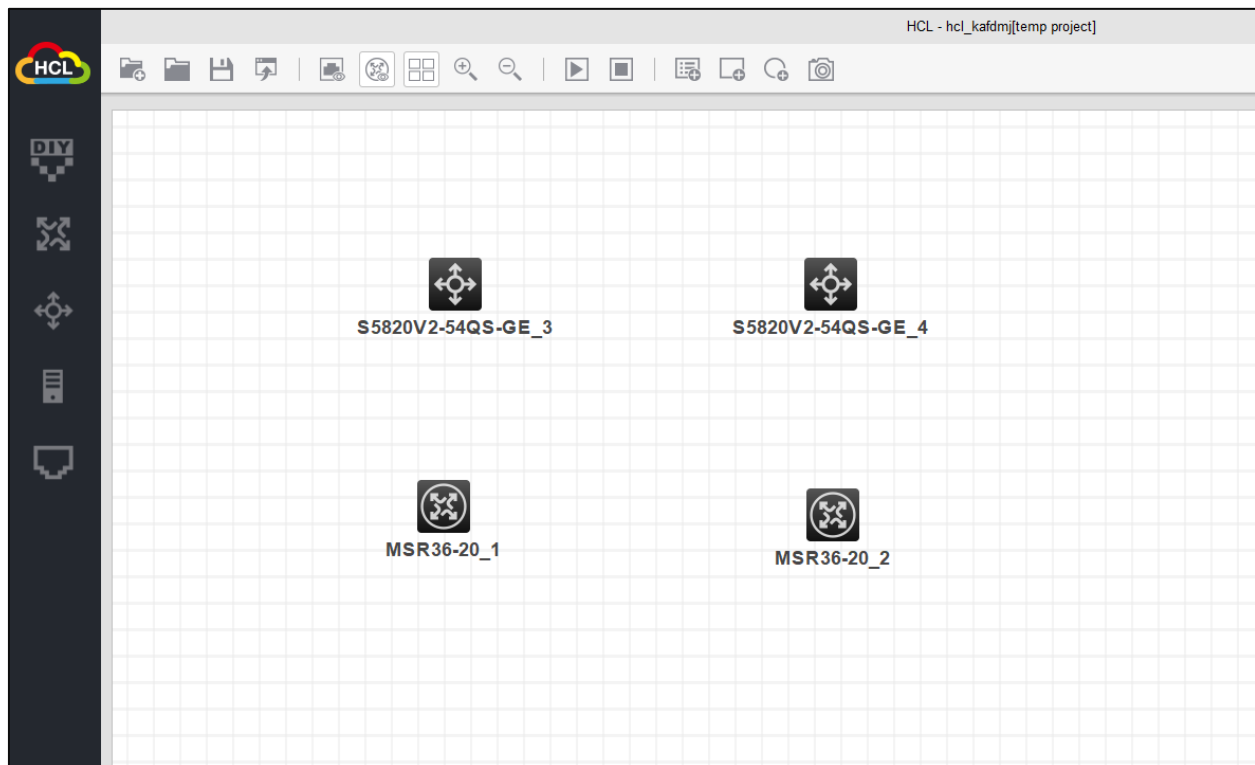 HCL - hcl_kafdmj[temp project]
HCL
DIY
S5820V2-54QS-GE_3
S5820V2-54QS-GE_4
MSR36-20_1
MSR36-20_2